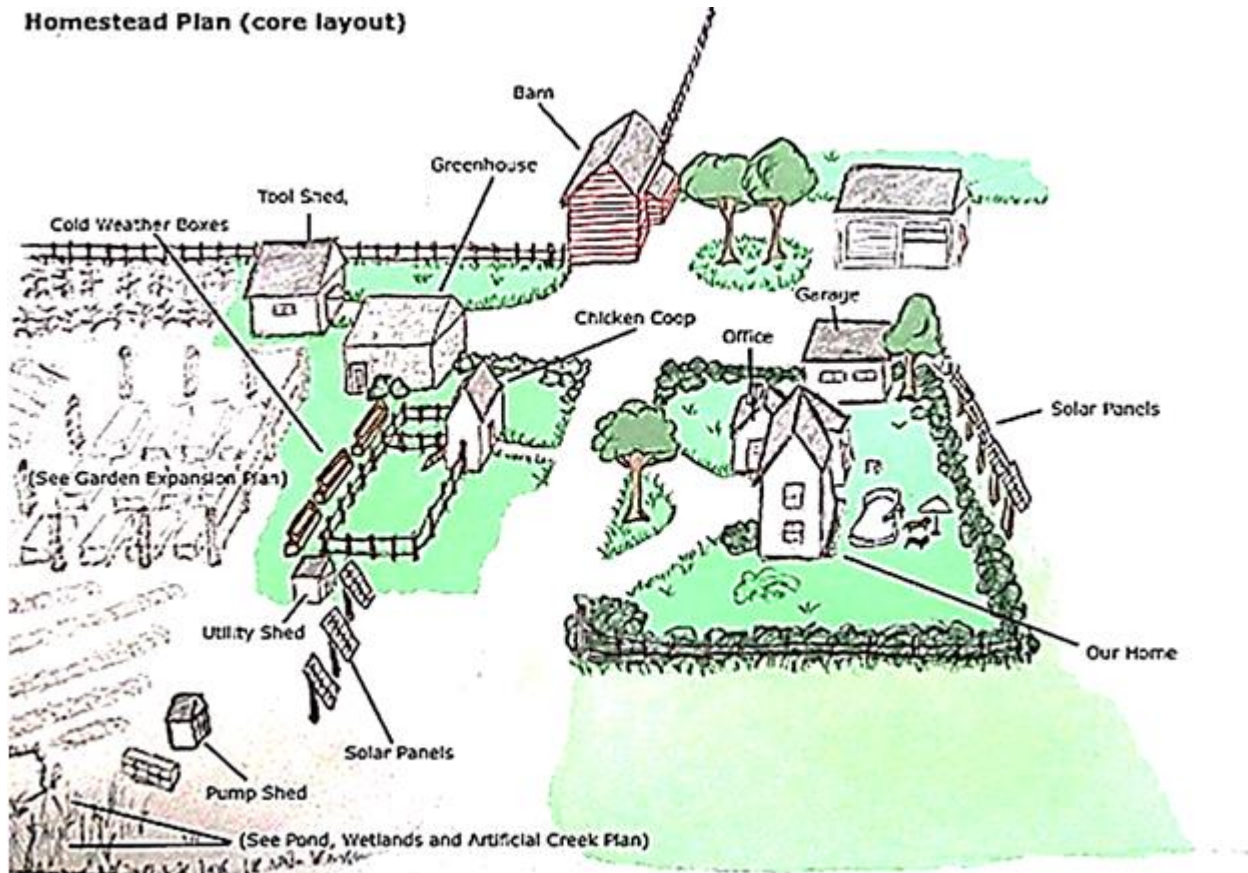 Homestead Plan (core layout)
Barn
Greenhouse
Tool Shed,
Cold Weather Boxes
Chicken Coop
Garage
Office
Solar Panels
(See Garden Expansion Plan)
Utility Shed
Our Home
Solar Panels
Pump Shed
(See Pond, Wetlands and Artificial Creek Plan)